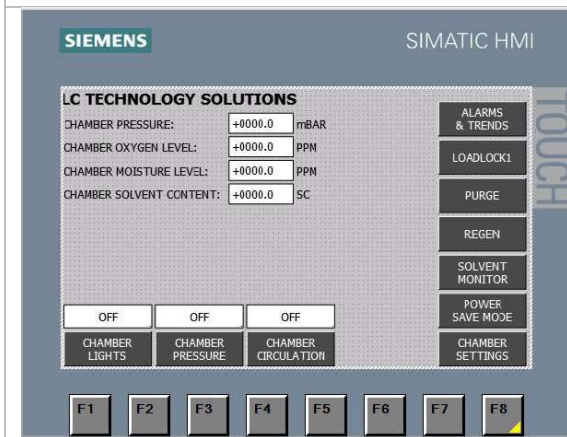 SIEMENS
SIMATIC HMI
TOUCH
LC TECHNOLOGY SOLUTIONS
CHAMBER PRESSURE: +0000.0 mBAR
CHAMBER OXYGEN LEVEL: +0000.0 PPM
CHAMBER MOISTURE LEVEL: +0000.0 PPM
CHAMBER SOLVENT CONTENT: +0000.0 SC
ALARMS
& TRENDS
LOADLOCK1
PURGE
REGEN
SOLVENT
MONITOR
POWER
SAVE MODE
CHAMBER
SETTINGS
OFF OFF OFF
CHAMBER
LIGHTS
CHAMBER
PRESSURE
CHAMBER
CIRCULATION
F1 F2 F3 F4 F5 F6 F7 F8